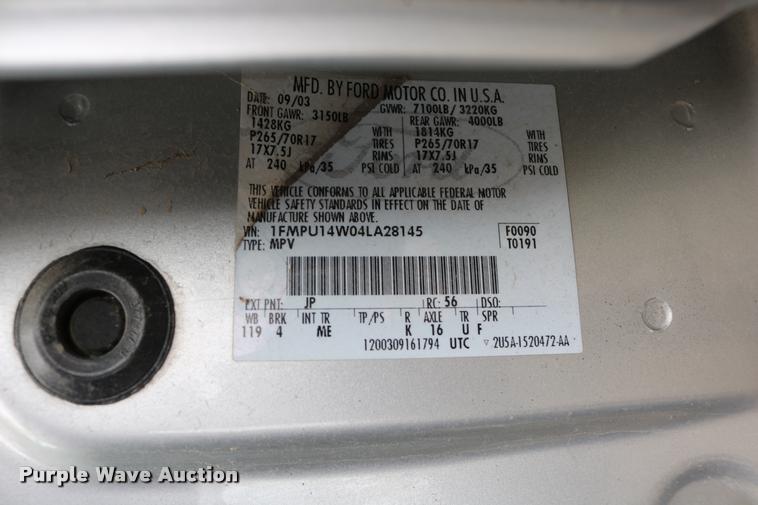 MFD. BY FORD MOTOR CO. IN U.S.A.
DATE: 09/03 GVWR: 7100LB/ 3220KG
FRONT GAWR: 3150LB REAR GAWR: 4000LB
1428KG WITH 1814KG WITH
P265/70R17 TIRES P265/70R17 TIRES
17X7.5J RIMS 17X7.5J RIMS
AT 240 kPa/35 PSI COLD AT 240 kPa/35 PSI COLD
THIS VEHICLE CONFORMS TO ALL APPLICABLE FEDERAL MOTOR
VEHICLE SAFETY STANDARDS IN EFFECT ON THE DATE OF
MANUFACTURE SHOWN ABOVE.
VIN: 1FMPU14W04LA28145 F0090
TYPE: MPV T0191
EXT PNT: JP RC: 56 DSO:
WB BRK INT TR TP/PS R AXLE TR SPR
119 4 ME K 16 U F
1200309161794 UTC ▽ 2U5A-1520472-AA
Purple Wave Auction